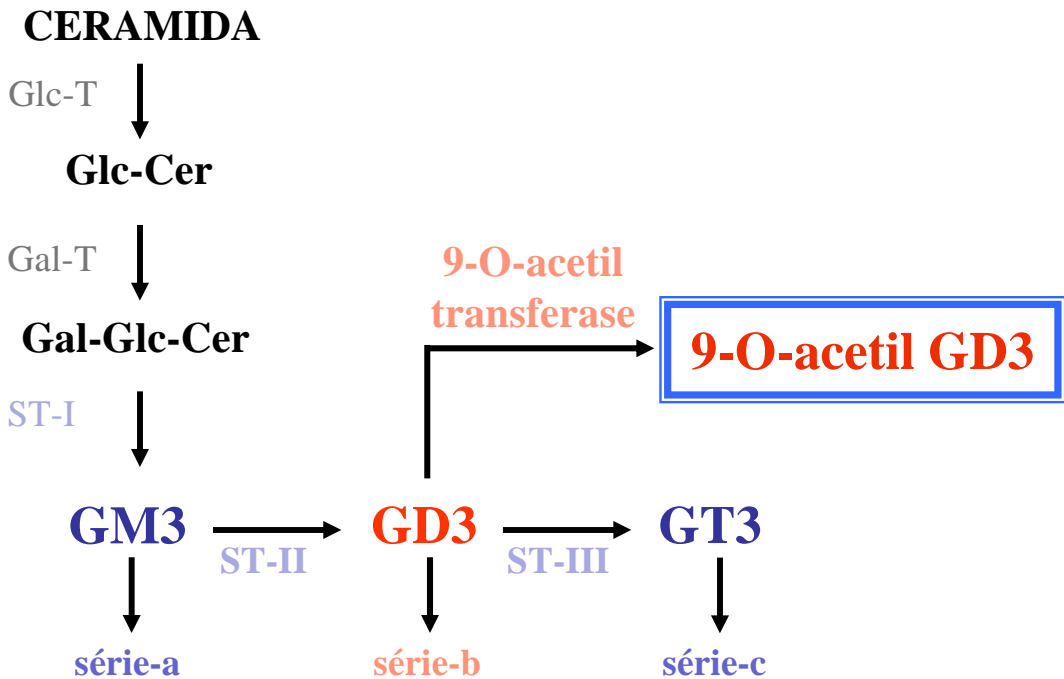 CERAMIDA
Glc-T
Glc-Cer
Gal-T
9-O-acetil
transferase
Gal-Glc-Cer
9-O-acetil GD3
ST-I
GM3
GD3
GT3
ST-II
ST-III
série-a
série-b
série-c